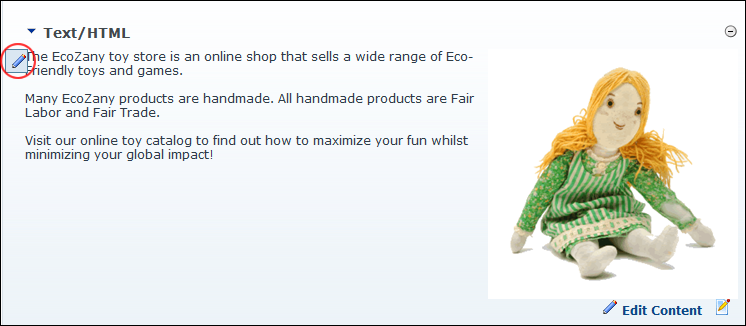 Text/HTML
The EcoZany toy store is an online shop that sells a wide range of Eco-
Friendly toys and games.
Many EcoZany products are handmade. All handmade products are Fair
Labor and Fair Trade.
Visit our online toy catalog to find out how to maximize your fun whilst
minimizing your global impact!
Edit Content